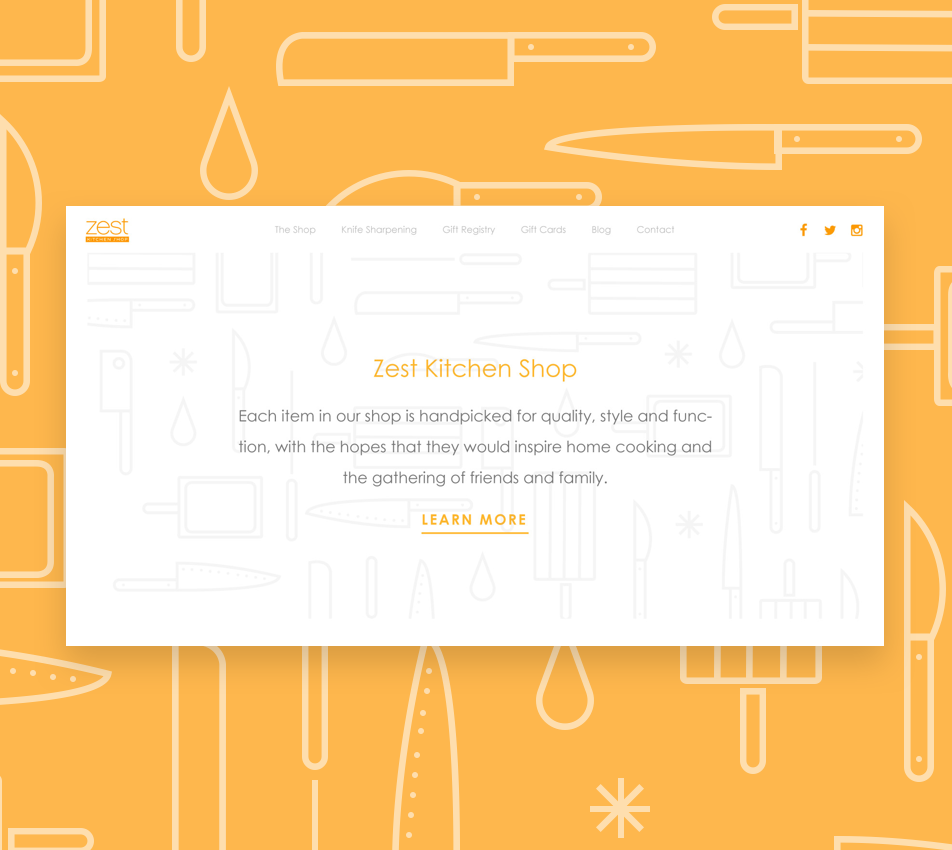 zest
KITCHEN SHOP
The Shop Knife Sharpening Gift Registry Gift Cards Blog Contact
Zest Kitchen Shop
Each item in our shop is handpicked for quality, style and func-
tion, with the hopes that they would inspire home cooking and
the gathering of friends and family.
LEARN MORE